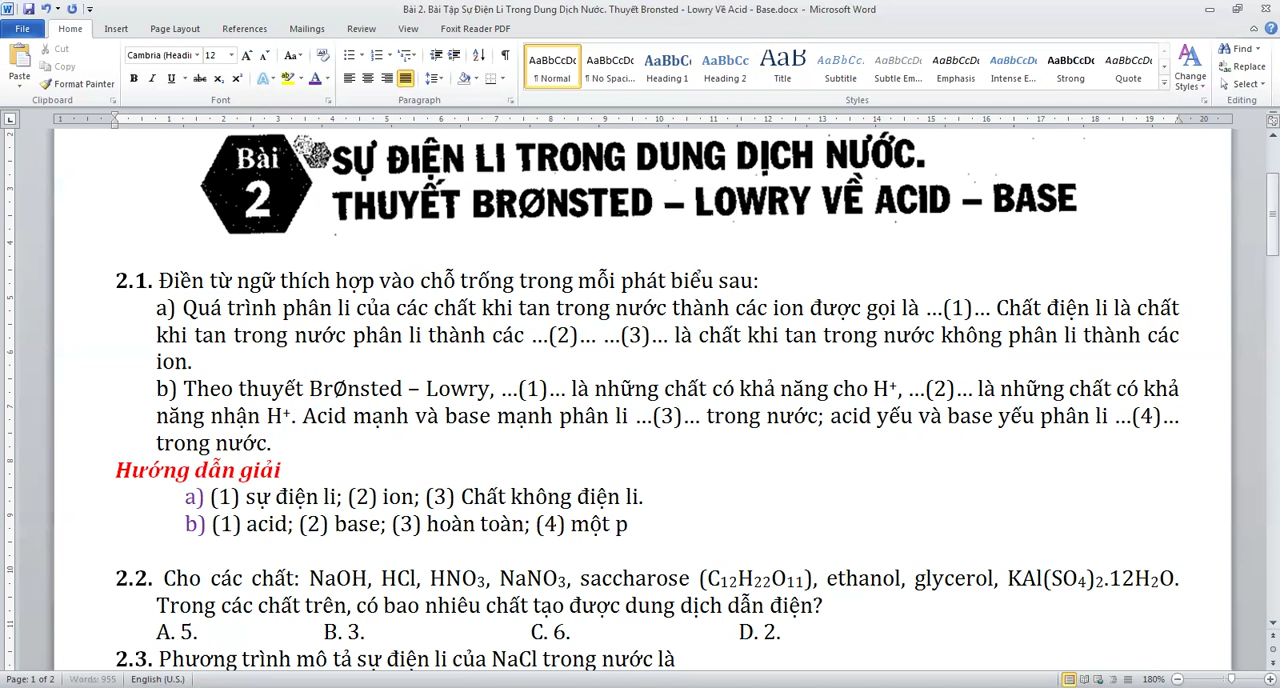 Bài 2. Bài Tập Sự Điện Li Trong Dung Dịch Nước. Thuyết Bronsted - Lowry Về Acid - Base.docx - Microsoft Word
File Home Insert Page Layout References Mailings Review View Foxit Reader PDF
Cut
Copy
Format Painter
Paste
Clipboard
Cambria (Headin 12
Font
Paragraph
AaBbCcDc AaBbCcDc AaBbC AaBbCc AaB AaBbCc. AaBbCcDc AaBbCcDc AaBbCcDc AaBbCcDc AaBbCcDc
¶ Normal ¶ No Spaci... Heading 1 Heading 2 Title Subtitle Subtle Em... Emphasis Intense E... Strong Quote
Change Styles
Styles
Find
Replace
Select
Editing
Bài 2 SỰ ĐIỆN LI TRONG DUNG DỊCH NƯỚC.
THUYẾT BRØNSTED – LOWRY VỀ ACID – BASE
2.1. Điền từ ngữ thích hợp vào chỗ trống trong mỗi phát biểu sau:
a) Quá trình phân li của các chất khi tan trong nước thành các ion được gọi là ...(1)... Chất điện li là chất
khi tan trong nước phân li thành các ...(2)... ...(3)... là chất khi tan trong nước không phân li thành các
ion.
b) Theo thuyết BrØnsted – Lowry, ...(1)... là những chất có khả năng cho H⁺, ...(2)... là những chất có khả
năng nhận H⁺. Acid mạnh và base mạnh phân li ...(3)... trong nước; acid yếu và base yếu phân li ...(4)...
trong nước.
Hướng dẫn giải
a) (1) sự điện li; (2) ion; (3) Chất không điện li.
b) (1) acid; (2) base; (3) hoàn toàn; (4) một p
2.2. Cho các chất: NaOH, HCl, HNO₃, NaNO₃, saccharose (C₁₂H₂₂O₁₁), ethanol, glycerol, KAl(SO₄)₂.12H₂O.
Trong các chất trên, có bao nhiêu chất tạo được dung dịch dẫn điện?
A. 5. B. 3. C. 6. D. 2.
2.3. Phương trình mô tả sự điện li của NaCl trong nước là
Page: 1 of 2 Words: 955 English (U.S.) 180%